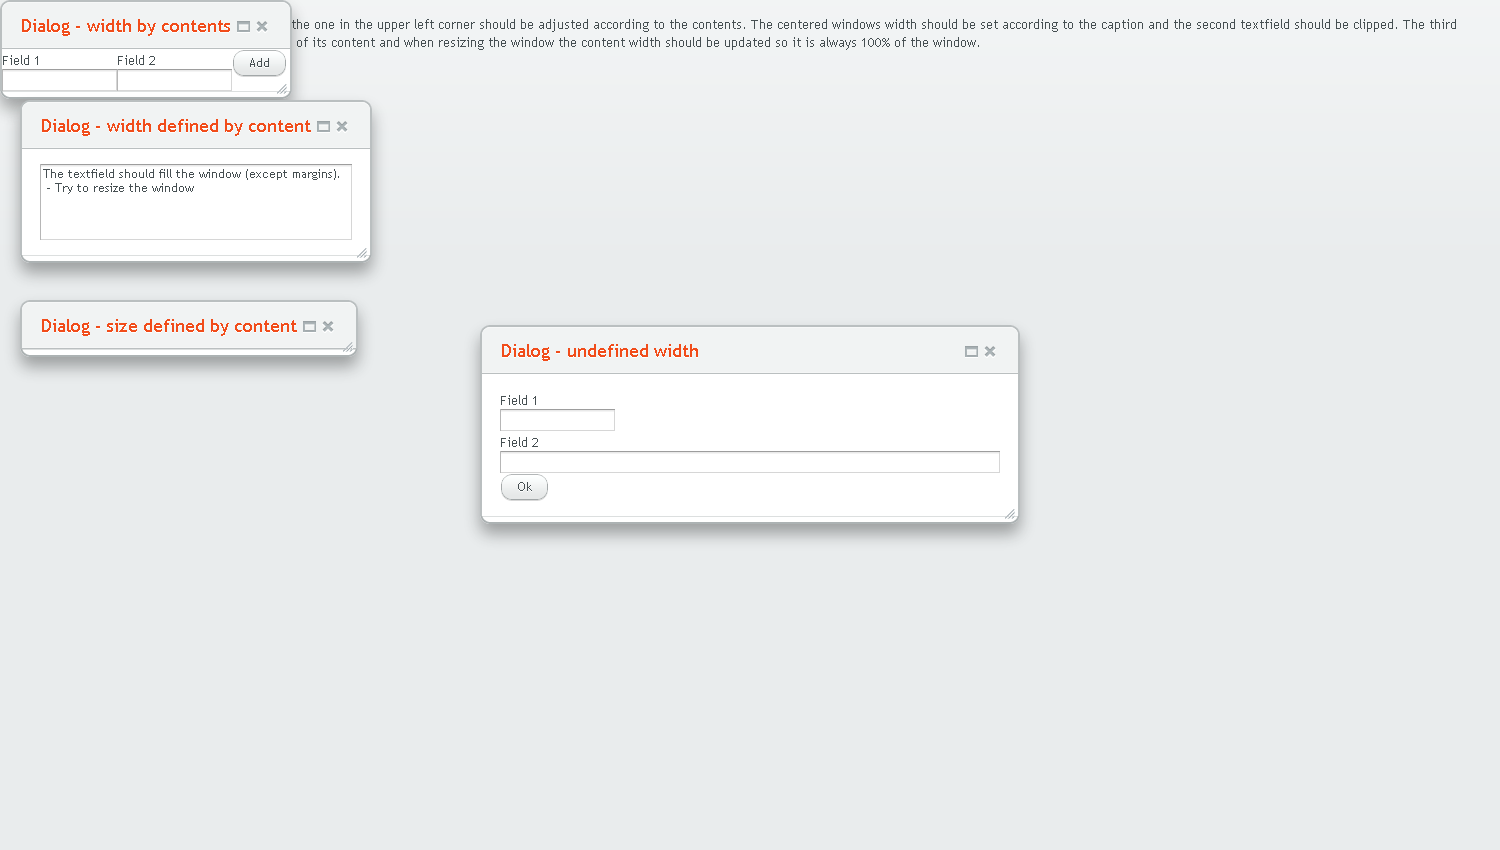 Dialog - width by contents
the one in the upper left corner should be adjusted according to the contents. The centered windows width should be set according to the caption and the second textfield should be clipped. The third
of its content and when resizing the window the content width should be updated so it is always 100% of the window.
Field 1 Field 2 Add
Dialog - width defined by content
The textfield should fill the window (except margins).
- Try to resize the window
Dialog - size defined by content
Dialog - undefined width
Field 1
Field 2
Ok